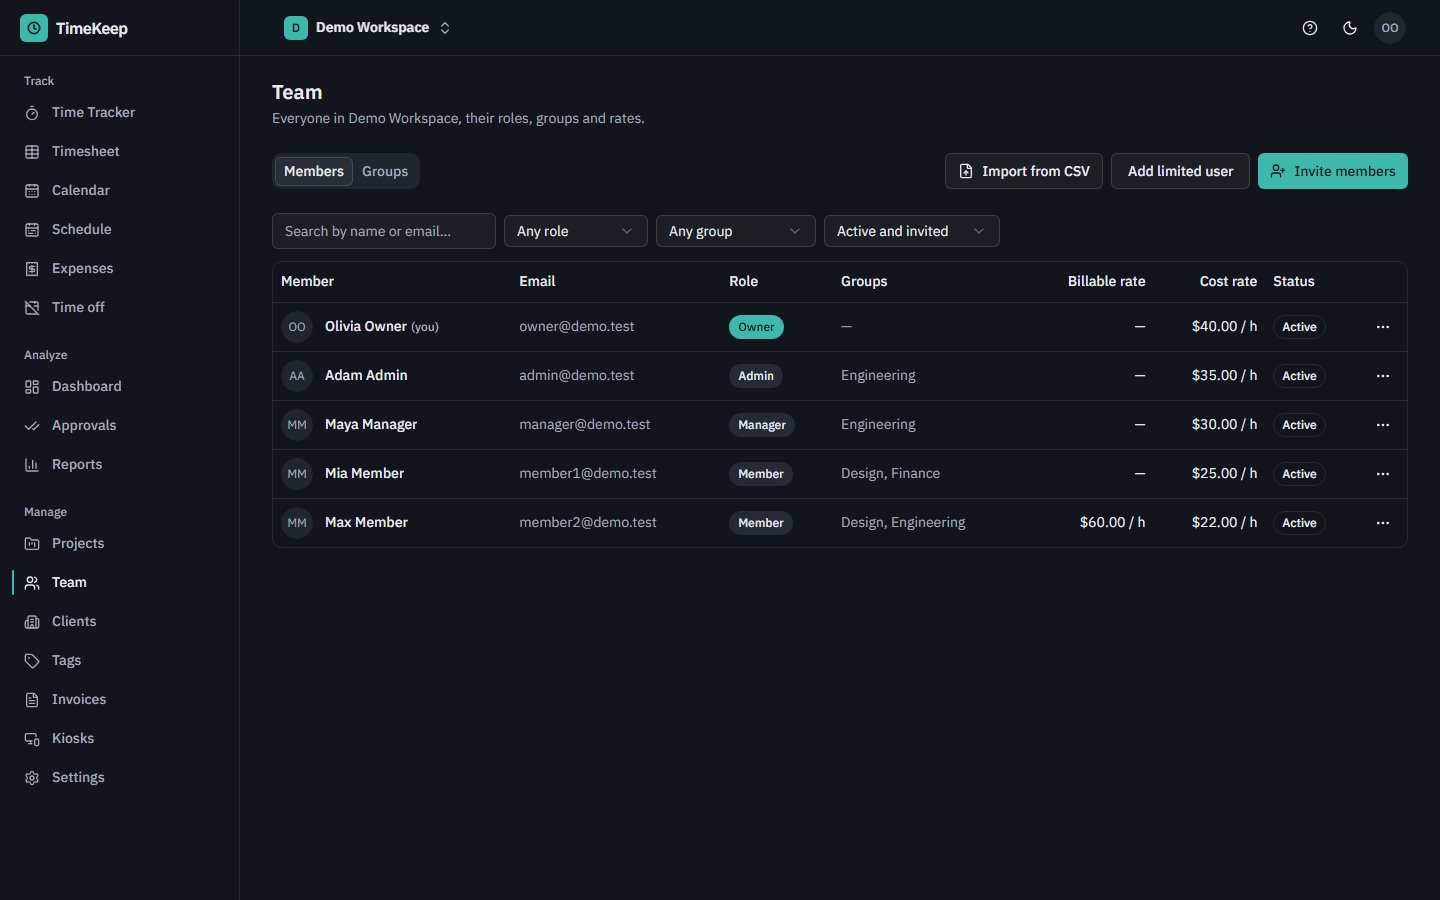 TimeKeep
D Demo Workspace
OO
Track
Time Tracker
Timesheet
Calendar
Schedule
Expenses
Time off
Analyze
Dashboard
Approvals
Reports
Manage
Projects
Team
Clients
Tags
Invoices
Kiosks
Settings
Team
Everyone in Demo Workspace, their roles, groups and rates.
Members Groups
Import from CSV Add limited user Invite members
Search by name or email... Any role Any group Active and invited
Member Email Role Groups Billable rate Cost rate Status
OO Olivia Owner (you) owner@demo.test Owner — — $40.00 / h Active
AA Adam Admin admin@demo.test Admin Engineering — $35.00 / h Active
MM Maya Manager manager@demo.test Manager Engineering — $30.00 / h Active
MM Mia Member member1@demo.test Member Design, Finance — $25.00 / h Active
MM Max Member member2@demo.test Member Design, Engineering $60.00 / h $22.00 / h Active